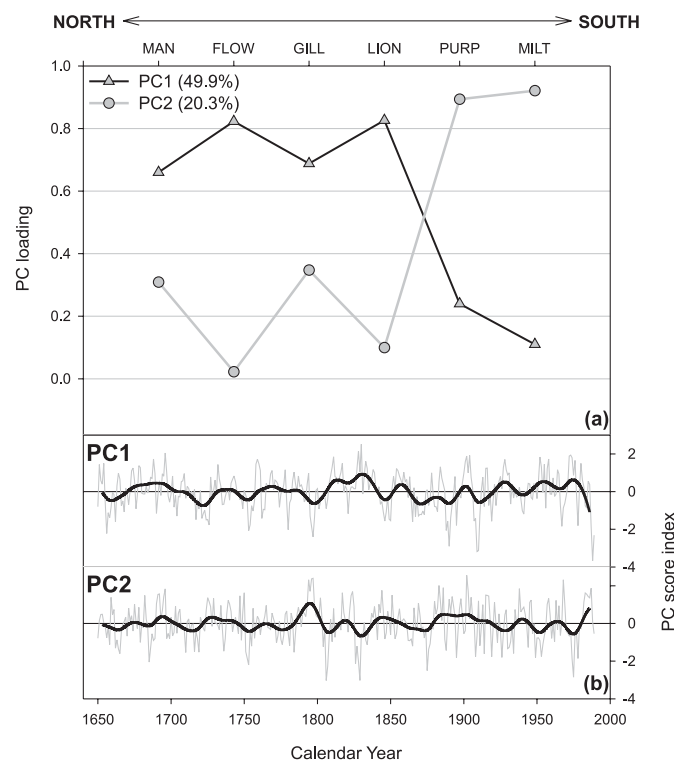 NORTH SOUTH
MAN FLOW GILL LION PURP MILT
1.0
PC1 (49.9%)
PC2 (20.3%)
0.8
0.6
0.4
0.2
0.0
PC loading
(a)
PC1
2
0
-2
-4
PC2
0
-2
-4
PC score index
(b)
1650 1700 1750 1800 1850 1900 1950 2000
Calendar Year